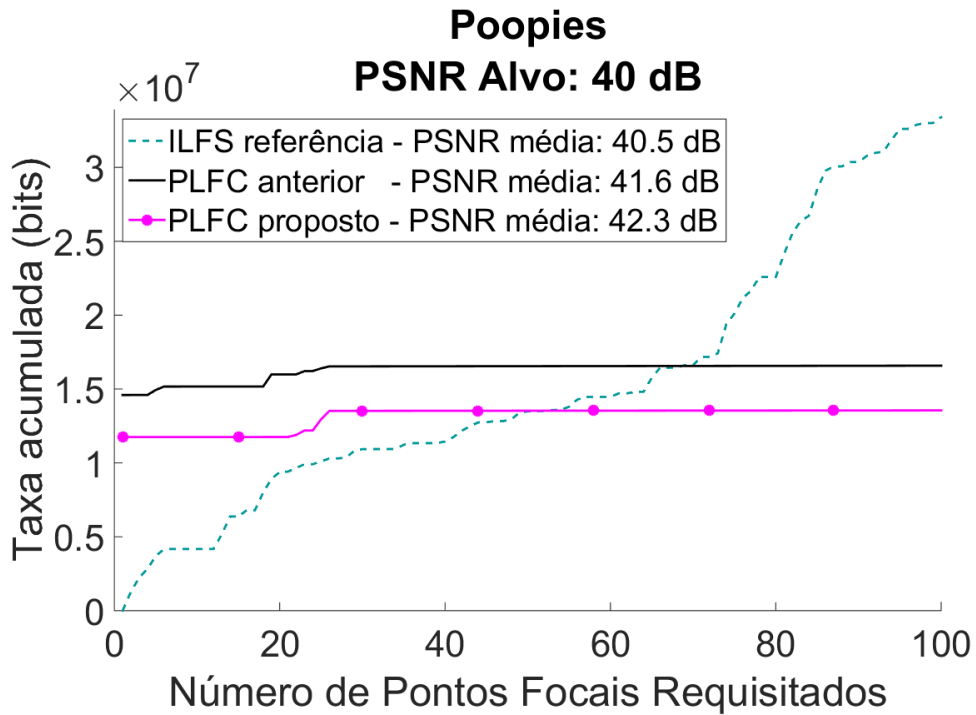 Poopies
PSNR Alvo: 40 dB
×10^7
ILFS referência - PSNR média: 40.5 dB
PLFC anterior - PSNR média: 41.6 dB
PLFC proposto - PSNR média: 42.3 dB
Taxa acumulada (bits)
3
2.5
2
1.5
1
0.5
0
0 20 40 60 80 100
Número de Pontos Focais Requisitados